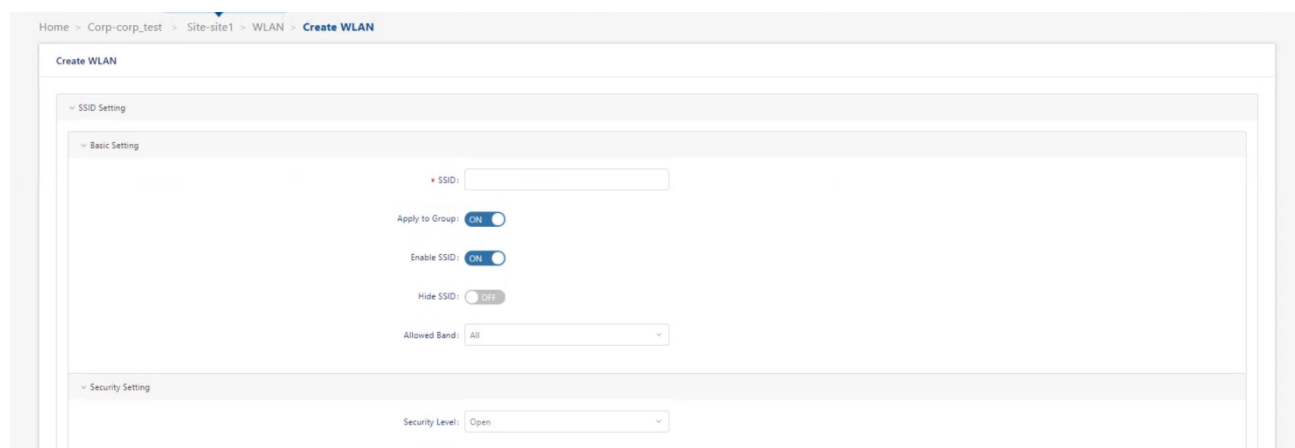 Home > Corp-corp_test > Site-site1 > WLAN > Create WLAN
Create WLAN
SSID Setting
Basic Setting
* SSID:
Apply to Group: ON
Enable SSID: ON
Hide SSID: OFF
Allowed Band: All
Security Setting
Security Level: Open